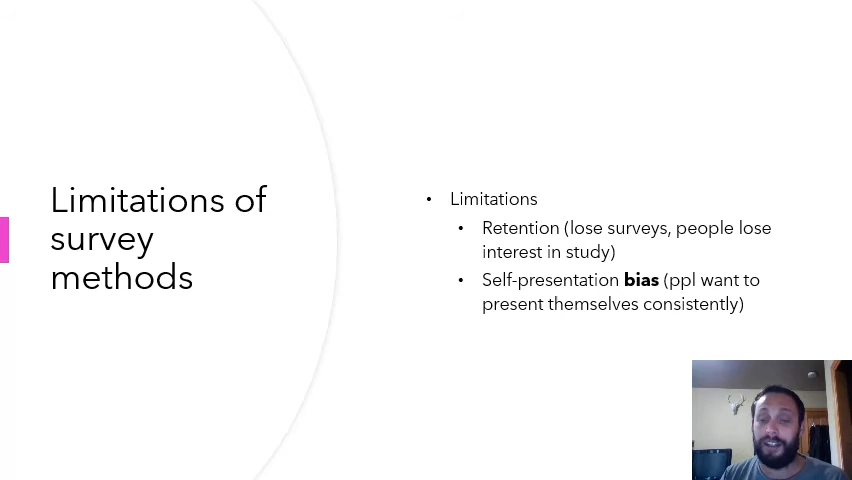 Limitations of
survey
methods
• Limitations
• Retention (lose surveys, people lose
interest in study)
• Self-presentation bias (ppl want to
present themselves consistently)